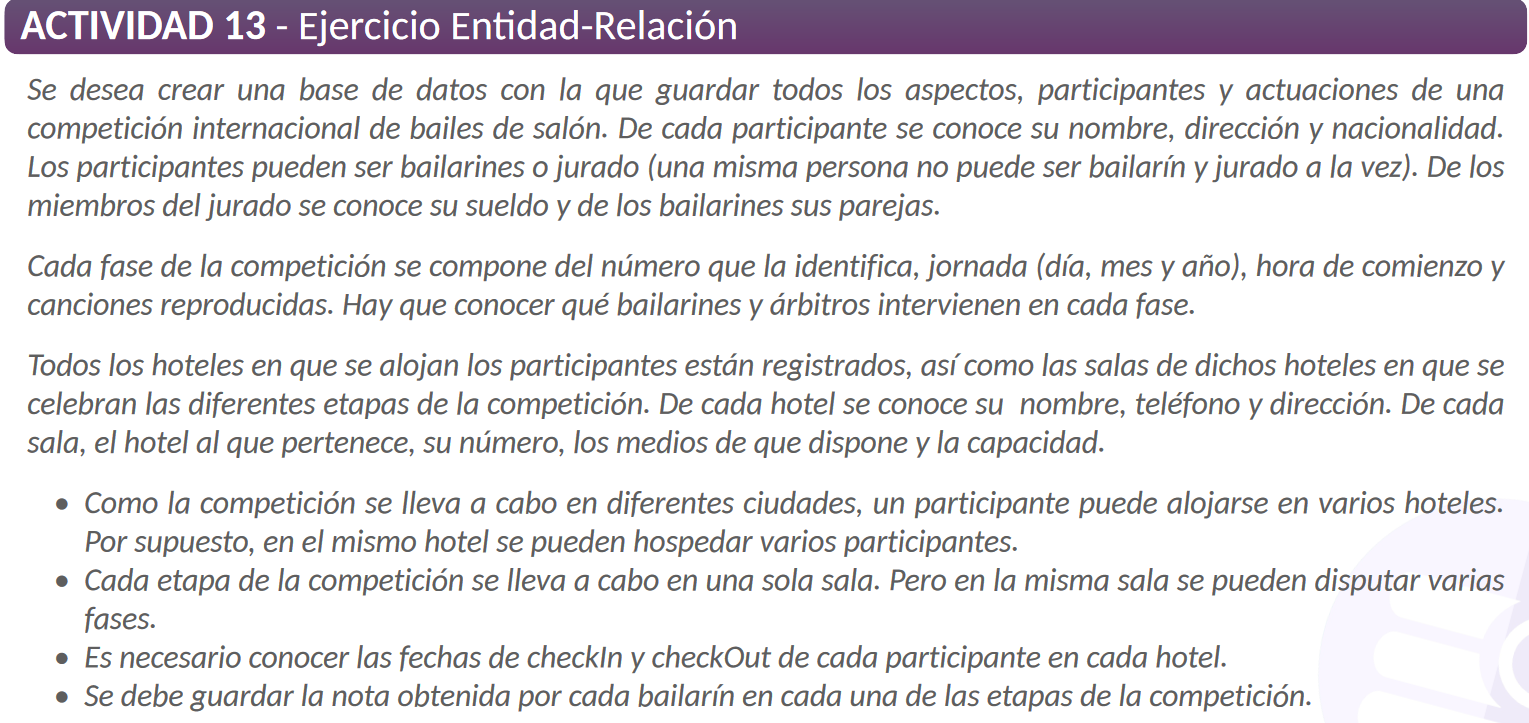 ACTIVIDAD 13 - Ejercicio Entidad-Relación
Se desea crear una base de datos con la que guardar todos los aspectos, participantes y actuaciones de una
competición internacional de bailes de salón. De cada participante se conoce su nombre, dirección y nacionalidad.
Los participantes pueden ser bailarines o jurado (una misma persona no puede ser bailarín y jurado a la vez). De los
miembros del jurado se conoce su sueldo y de los bailarines sus parejas.
Cada fase de la competición se compone del número que la identifica, jornada (día, mes y año), hora de comienzo y
canciones reproducidas. Hay que conocer qué bailarines y árbitros intervienen en cada fase.
Todos los hoteles en que se alojan los participantes están registrados, así como las salas de dichos hoteles en que se
celebran las diferentes etapas de la competición. De cada hotel se conoce su nombre, teléfono y dirección. De cada
sala, el hotel al que pertenece, su número, los medios de que dispone y la capacidad.
• Como la competición se lleva a cabo en diferentes ciudades, un participante puede alojarse en varios hoteles.
Por supuesto, en el mismo hotel se pueden hospedar varios participantes.
• Cada etapa de la competición se lleva a cabo en una sola sala. Pero en la misma sala se pueden disputar varias
fases.
• Es necesario conocer las fechas de checkIn y checkOut de cada participante en cada hotel.
• Se debe guardar la nota obtenida por cada bailarín en cada una de las etapas de la competición.